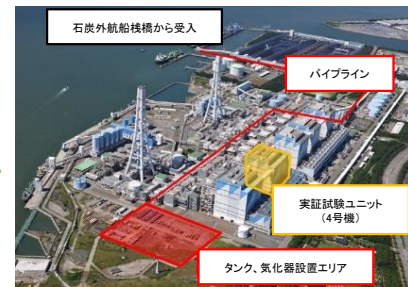 石炭外航船桟橋から受入
パイプライン
実証試験ユニット
(4号機)
タンク、気化器設置エリア